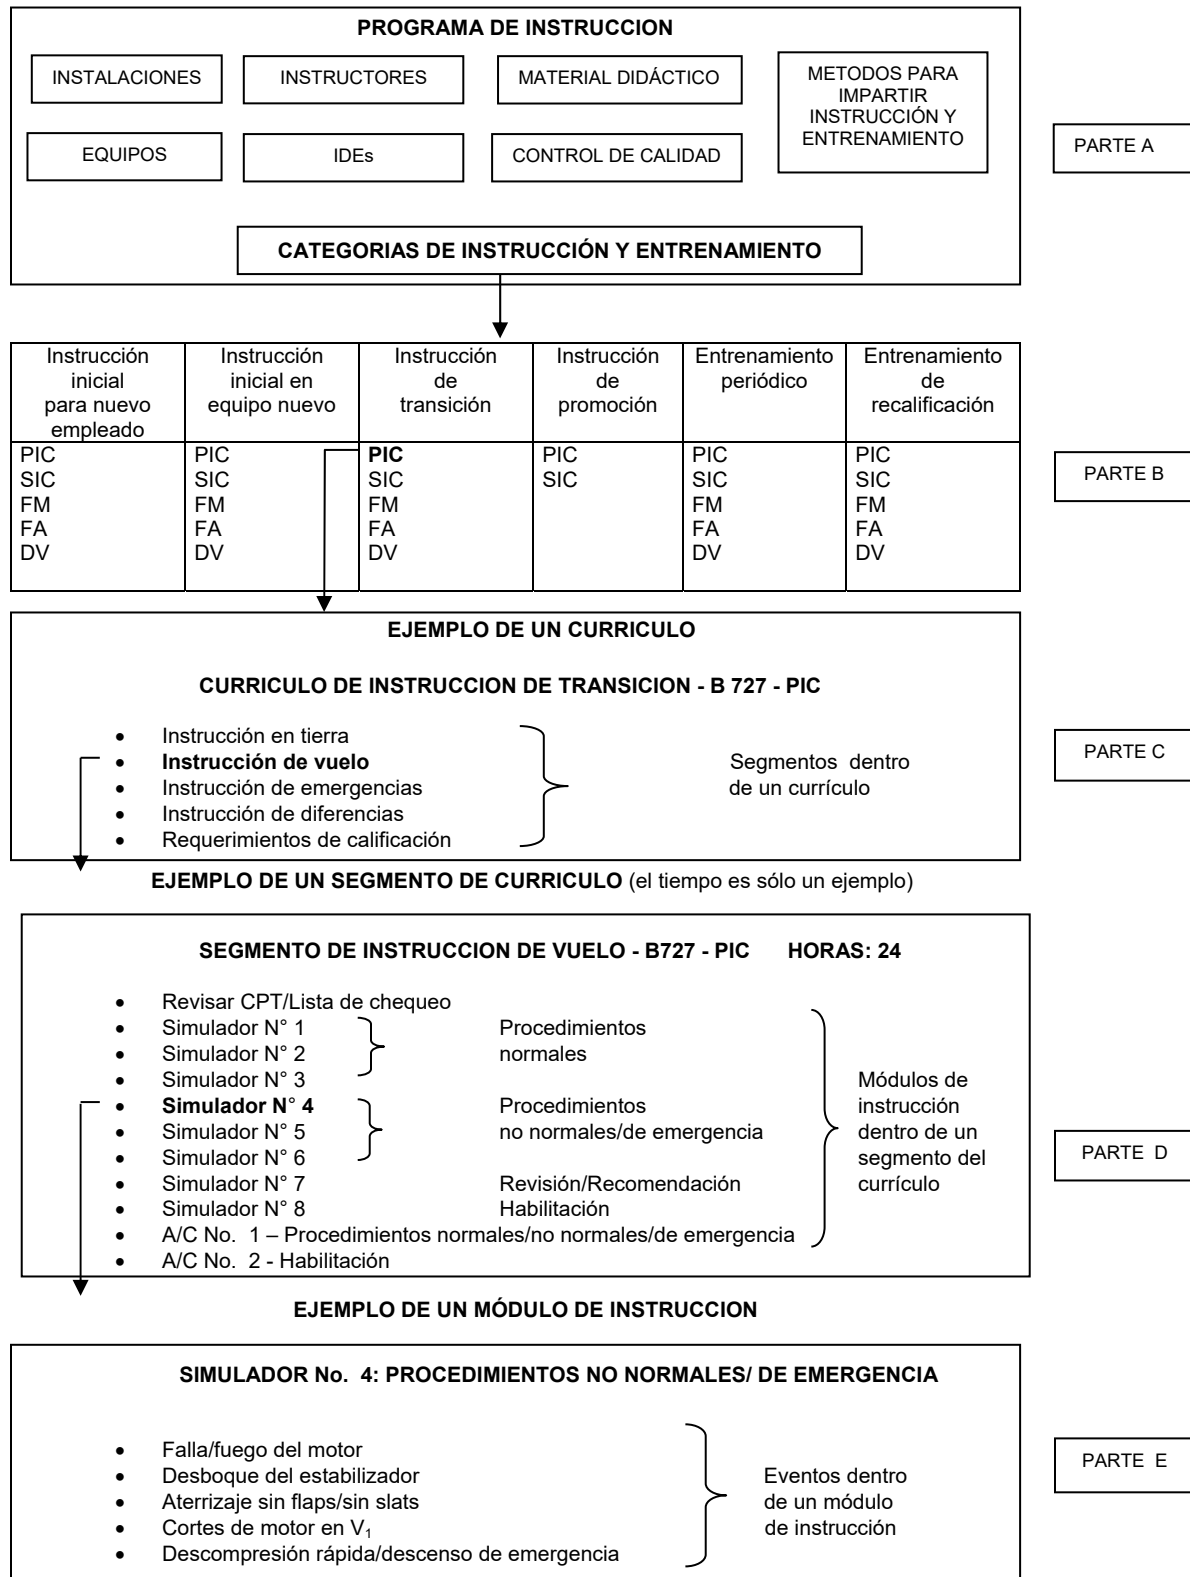 PROGRAMA DE INSTRUCCION
INSTALACIONES
INSTRUCTORES
MATERIAL DIDÁCTICO
METODOS PARA
IMPARTIR
INSTRUCCIÓN Y
ENTRENAMIENTO
EQUIPOS
IDEs
CONTROL DE CALIDAD
PARTE A
CATEGORIAS DE INSTRUCCIÓN Y ENTRENAMIENTO
Instrucción
inicial
para nuevo
empleado
Instrucción
inicial en
equipo nuevo
Instrucción
de
transición
Instrucción
de
promoción
Entrenamiento
periódico
Entrenamiento
de
recalificación
PIC
SIC
FM
FA
DV
PIC
SIC
FM
FA
DV
PIC
SIC
FM
FA
DV
PIC
SIC
PIC
SIC
FM
FA
DV
PIC
SIC
FM
FA
DV
PARTE B
EJEMPLO DE UN CURRICULO
CURRICULO DE INSTRUCCION DE TRANSICION - B 727 - PIC
• Instrucción en tierra
• Instrucción de vuelo
• Instrucción de emergencias
• Instrucción de diferencias
• Requerimientos de calificación
Segmentos dentro
de un currículo
PARTE C
EJEMPLO DE UN SEGMENTO DE CURRICULO (el tiempo es sólo un ejemplo)
SEGMENTO DE INSTRUCCION DE VUELO - B727 - PIC HORAS: 24
• Revisar CPT/Lista de chequeo
• Simulador N° 1
• Simulador N° 2
• Simulador N° 3
Procedimientos
normales
• Simulador N° 4
• Simulador N° 5
• Simulador N° 6
Procedimientos
no normales/de emergencia
• Simulador N° 7 Revisión/Recomendación
• Simulador N° 8 Habilitación
• A/C No. 1 – Procedimientos normales/no normales/de emergencia
• A/C No. 2 - Habilitación
Módulos de
instrucción
dentro de un
segmento del
currículo
PARTE D
EJEMPLO DE UN MÓDULO DE INSTRUCCION
SIMULADOR No. 4: PROCEDIMIENTOS NO NORMALES/ DE EMERGENCIA
• Falla/fuego del motor
• Desboque del estabilizador
• Aterrizaje sin flaps/sin slats
• Cortes de motor en V₁
• Descompresión rápida/descenso de emergencia
Eventos dentro
de un módulo
de instrucción
PARTE E